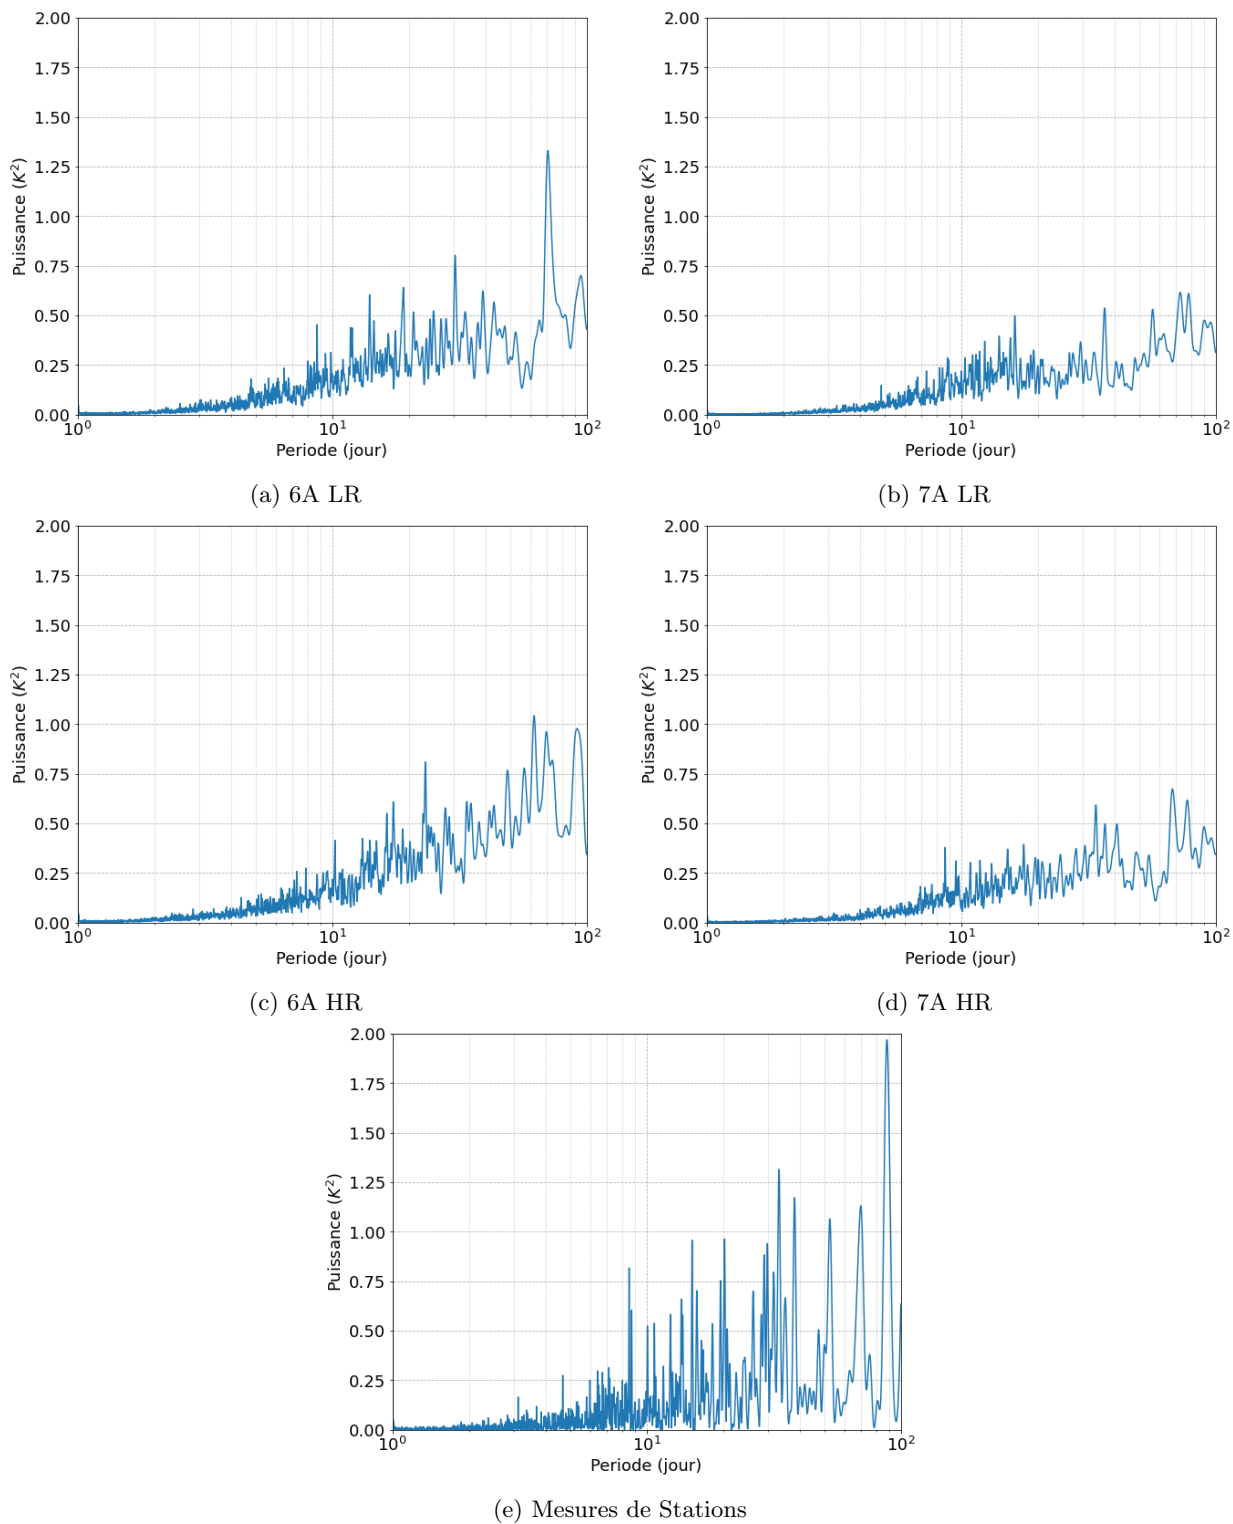 2.00
1.75
1.50
1.25
1.00
0.75
0.50
0.25
0.00
Puissance (K²)
10⁰ 10¹ 10²
Periode (jour)
(a) 6A LR
2.00
1.75
1.50
1.25
1.00
0.75
0.50
0.25
0.00
Puissance (K²)
10⁰ 10¹ 10²
Periode (jour)
(b) 7A LR
2.00
1.75
1.50
1.25
1.00
0.75
0.50
0.25
0.00
Puissance (K²)
10⁰ 10¹ 10²
Periode (jour)
(c) 6A HR
2.00
1.75
1.50
1.25
1.00
0.75
0.50
0.25
0.00
Puissance (K²)
10⁰ 10¹ 10²
Periode (jour)
(d) 7A HR
2.00
1.75
1.50
1.25
1.00
0.75
0.50
0.25
0.00
Puissance (K²)
10⁰ 10¹ 10²
Periode (jour)
(e) Mesures de Stations